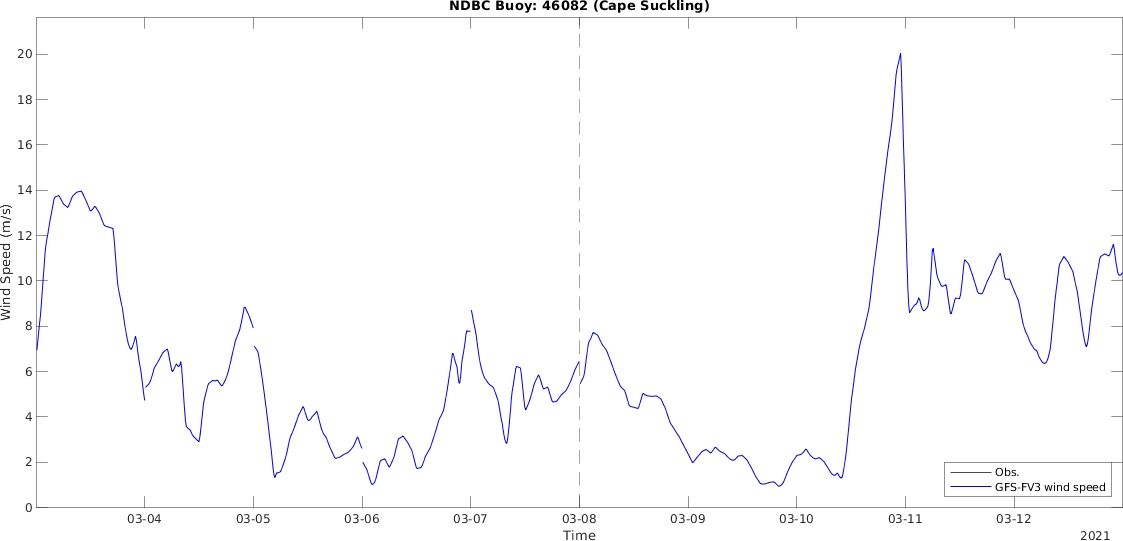 NDBC Buoy: 46082 (Cape Suckling)
Wind Speed (m/s)
20
18
16
14
12
10
8
6
4
2
0
Obs.
GFS-FV3 wind speed
03-04 03-05 03-06 03-07 03-08 03-09 03-10 03-11 03-12
Time
2021